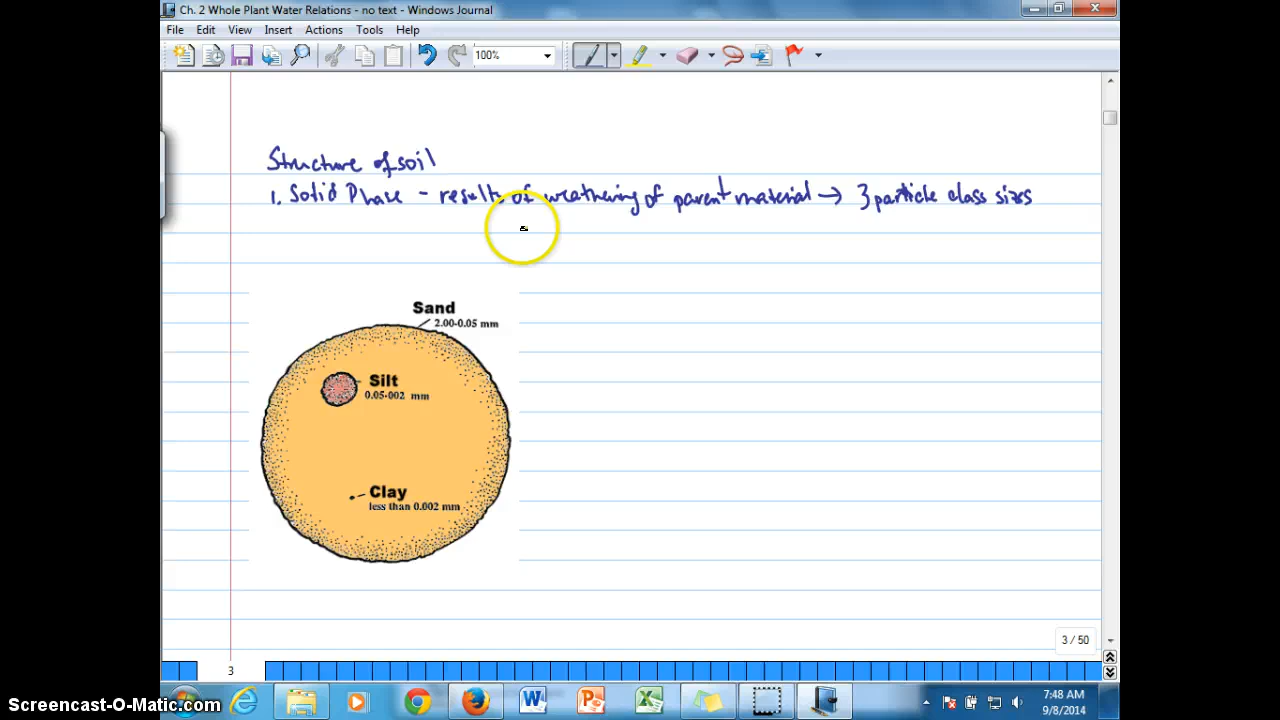 Ch. 2 Whole Plant Water Relations - no text - Windows Journal
File Edit View Insert Actions Tools Help
100%
Structure of soil
1. Solid Phase - results of weathering of parent material → 3 particle class sizes
Sand
2.00-0.05 mm
Silt
0.05-002 mm
Clay
less than 0.002 mm
3 / 50
3
Screencast-O-Matic.com
7:48 AM
9/8/2014